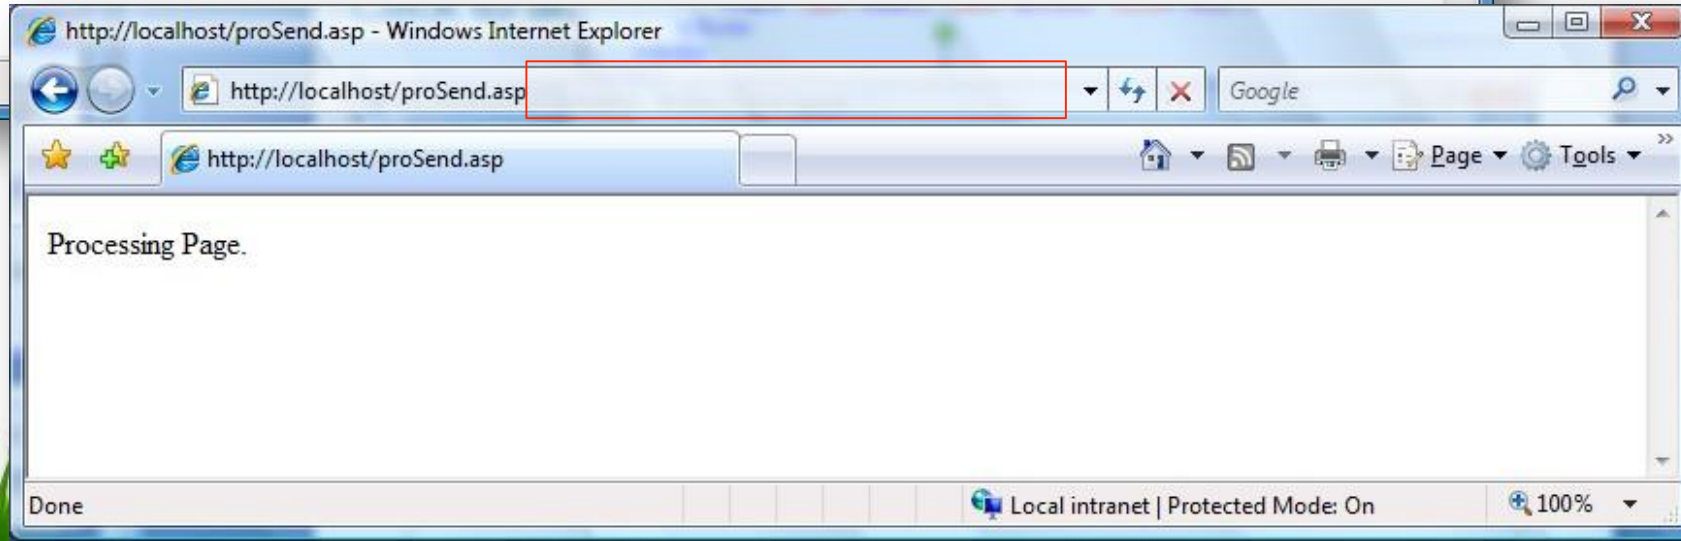 http://localhost/proSend.asp - Windows Internet Explorer
http://localhost/proSend.asp
Google
http://localhost/proSend.asp
Page
Tools
Processing Page.
Done
Local intranet | Protected Mode: On
100%